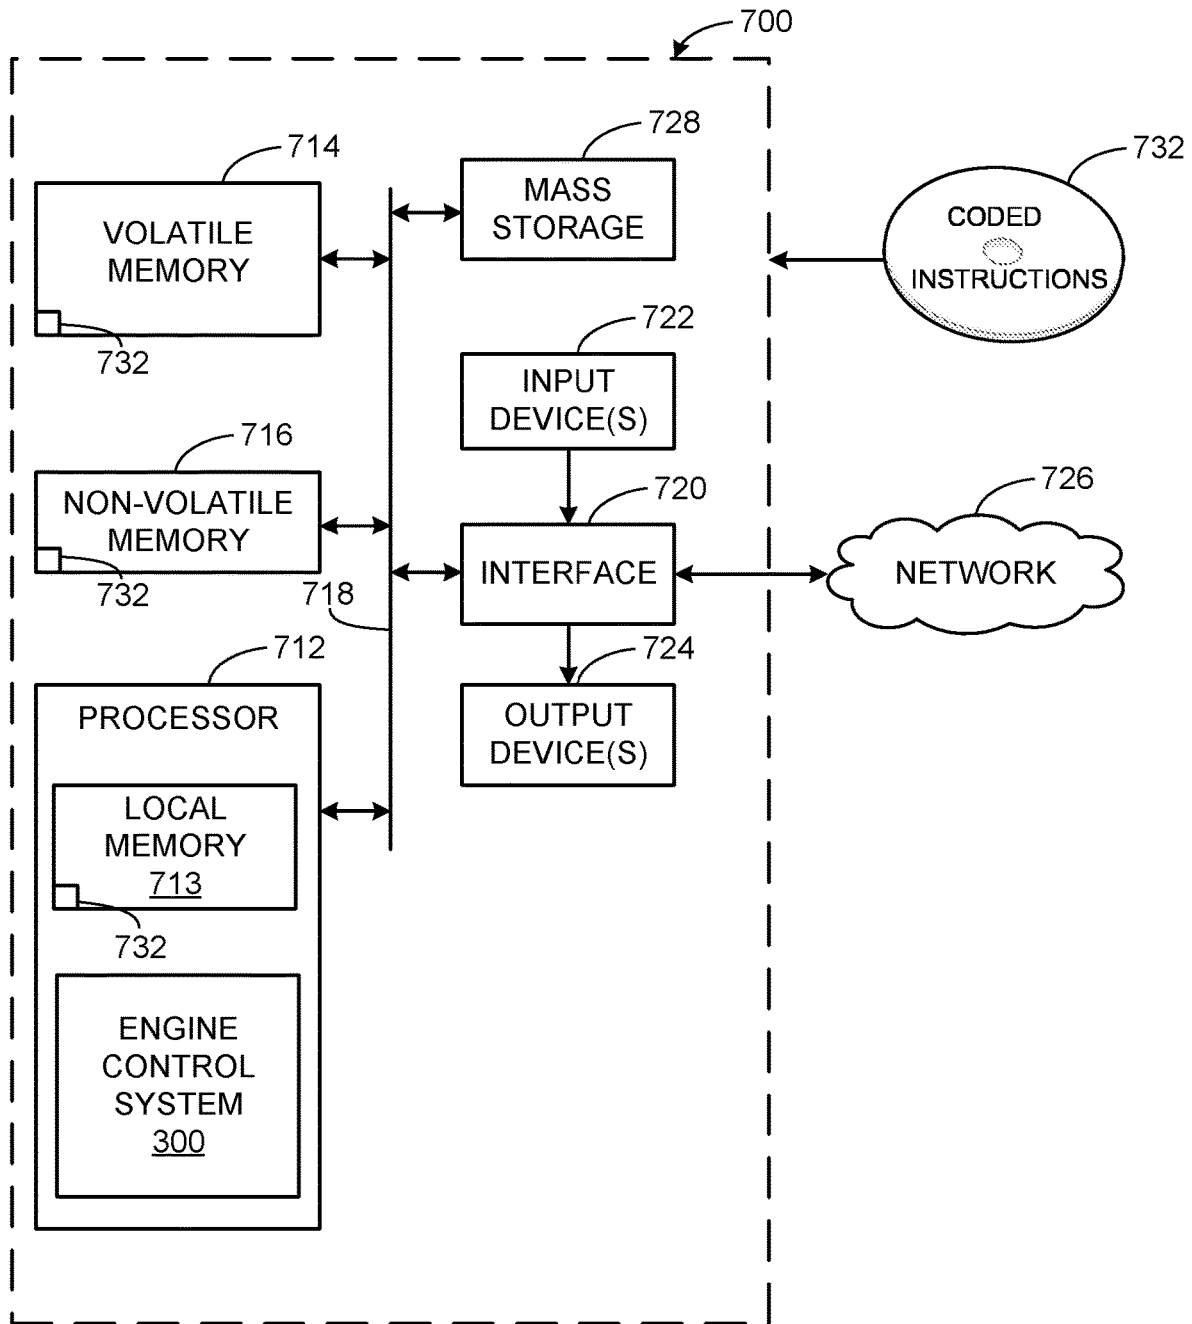 700
714
VOLATILE
MEMORY
732
728
MASS
STORAGE
732
CODED
INSTRUCTIONS
722
INPUT
DEVICE(S)
716
NON-VOLATILE
MEMORY
732
718
720
INTERFACE
726
NETWORK
712
PROCESSOR
LOCAL
MEMORY
713
732
724
OUTPUT
DEVICE(S)
ENGINE
CONTROL
SYSTEM
300